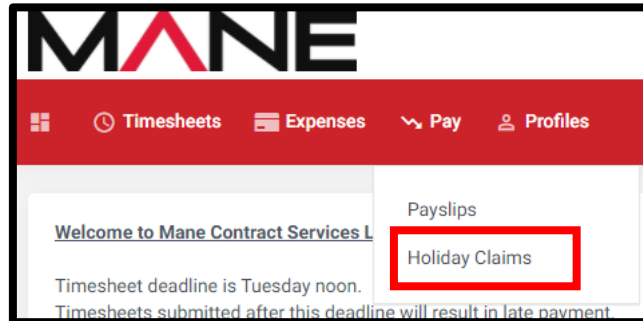 MANE
Timesheets Expenses Pay Profiles
Payslips
Holiday Claims
Welcome to Mane Contract Services L
Timesheet deadline is Tuesday noon.
Timesheets submitted after this deadline will result in late payment.